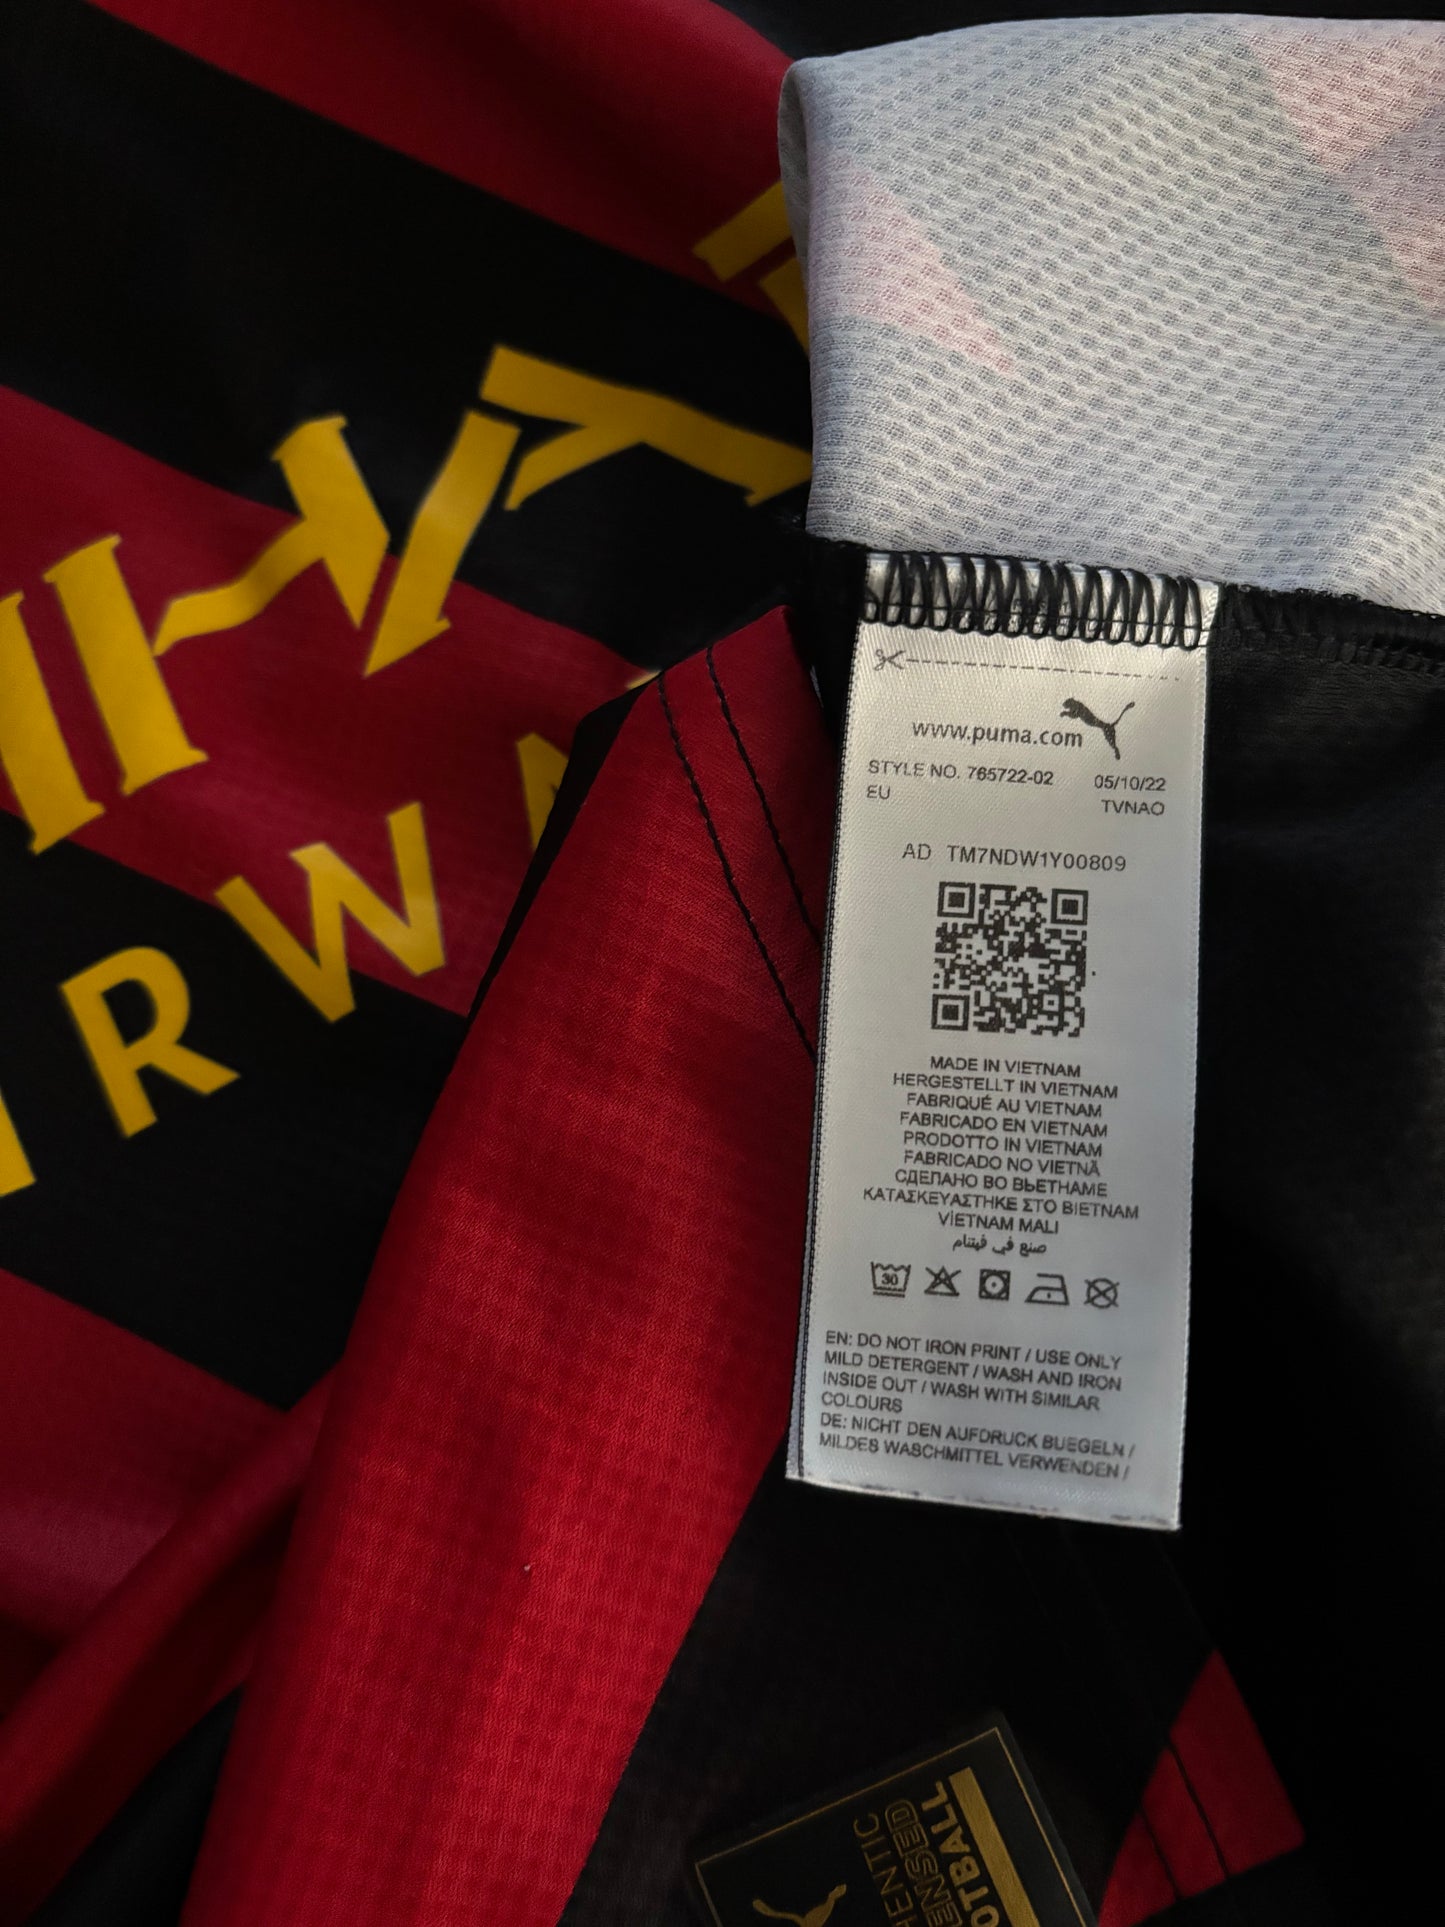 www.puma.com
STYLE NO. 765722-02 05/10/22
EU TVNAO
AD TM7NDW1Y00809
MADE IN VIETNAM
HERGESTELLT IN VIETNAM
FABRIQUÉ AU VIETNAM
FABRICADO EN VIETNAM
PRODOTTO IN VIETNAM
FABRICADO NO VIETNÃ
СДЕЛАНО ВО ВЬЕТНАМЕ
ΚΑΤΑΣΚΕΥΑΣΤΗΚΕ ΣΤΟ ΒΙΕΤΝΑΜ
VİETNAM MALI
صنع في فيتنام
30
EN: DO NOT IRON PRINT / USE ONLY
MILD DETERGENT / WASH AND IRON
INSIDE OUT / WASH WITH SIMILAR
COLOURS
DE: NICHT DEN AUFDRUCK BUEGELN /
MILDES WASCHMITTEL VERWENDEN /
RWA
HENTIC
ENSED
OTBALL